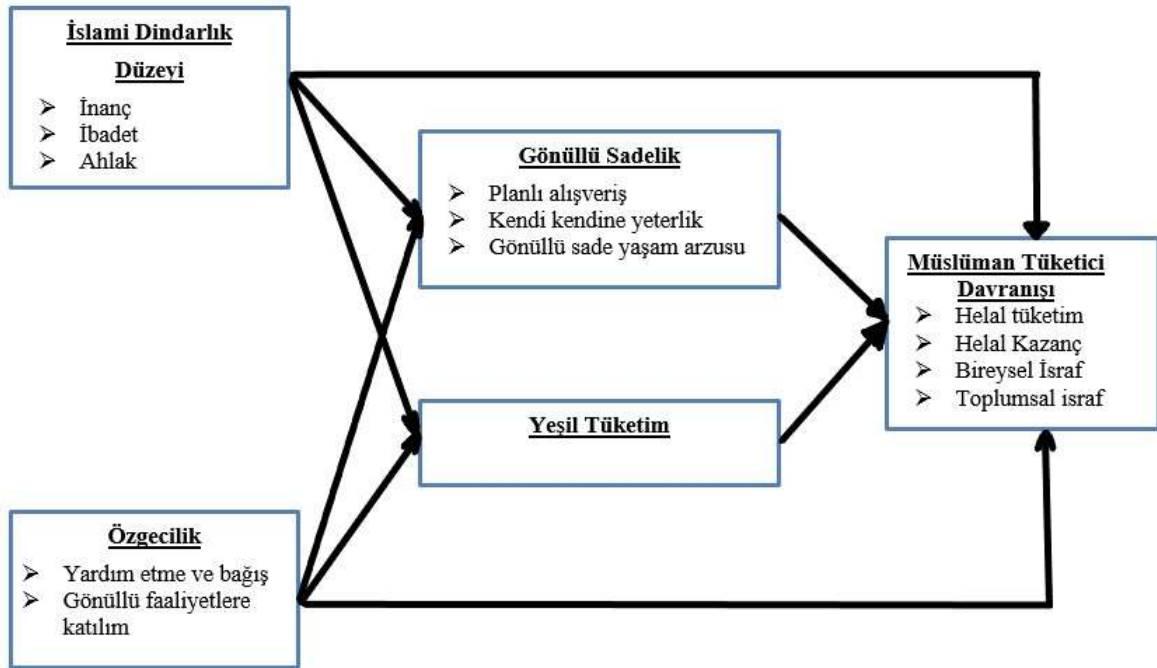 İslami Dindarlık
Düzeyi
➢ İnanç
➢ İbadet
➢ Ahlak
Gönüllü Sadelik
➢ Planlı alışveriş
➢ Kendi kendine yeterlik
➢ Gönüllü sade yaşam arzusu
Müslüman Tüketici
Davranışı
➢ Helal tüketim
➢ Helal Kazanç
➢ Bireysel İsraf
➢ Toplumsal israf
Yeşil Tüketim
Özgecilik
➢ Yardım etme ve bağış
➢ Gönüllü faaliyetlere
katılım